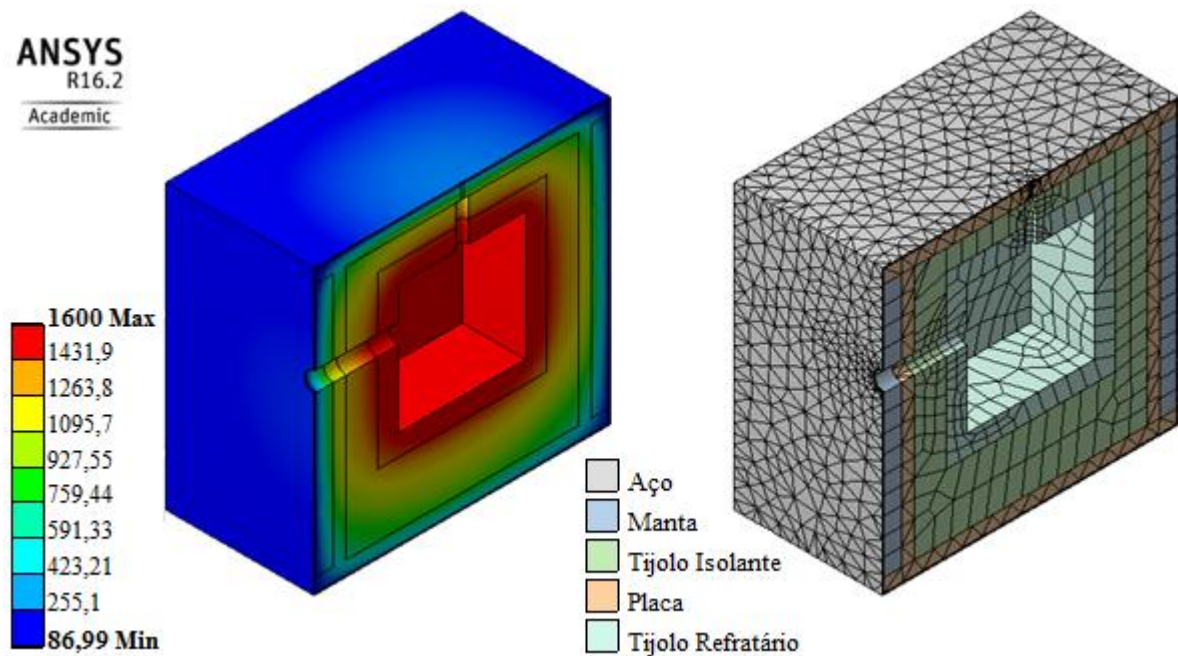 ANSYS
R16.2
Academic
1600 Max
1431,9
1263,8
1095,7
927,55
759,44
591,33
423,21
255,1
86,99 Min
Aço
Manta
Tijolo Isolante
Placa
Tijolo Refratário